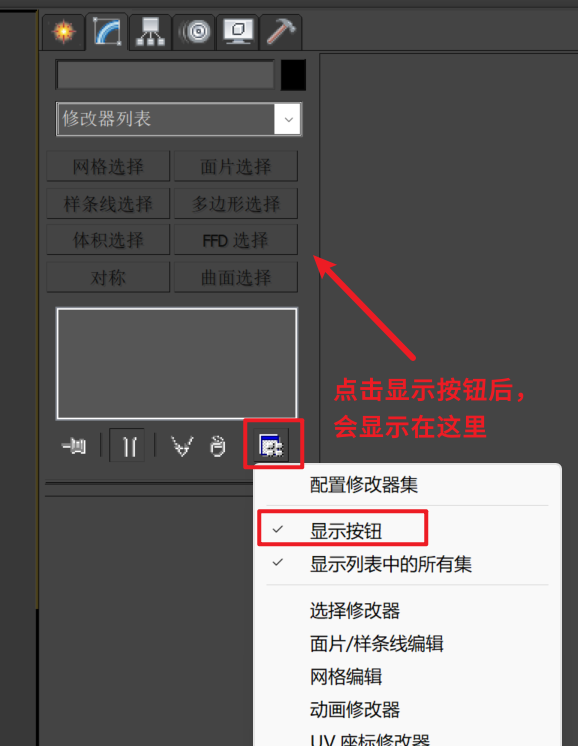 修改器列表
网格选择 面片选择
样条线选择 多边形选择
体积选择 FFD 选择
对称 曲面选择
点击显示按钮后，
会显示在这里
配置修改器集
显示按钮
显示列表中的所有集
选择修改器
面片/样条线编辑
网格编辑
动画修改器
UV 座标修改器